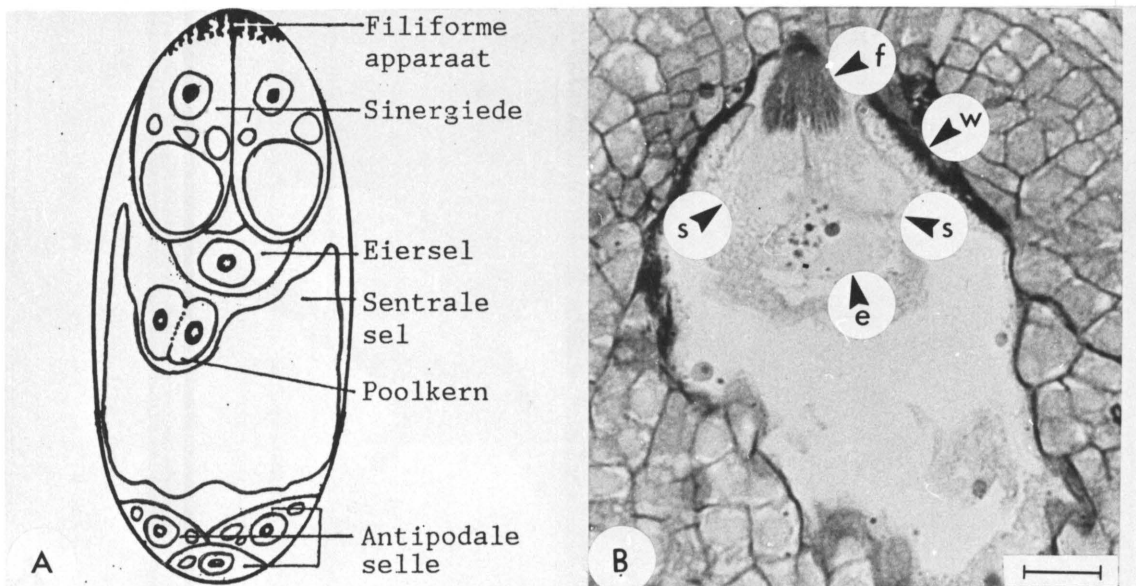 Filiforme
apparaat
Sinergiede
Eiersel
Sentrale
sel
Poolkern
Antipodale
selle
A
f
w
s
s
e
B